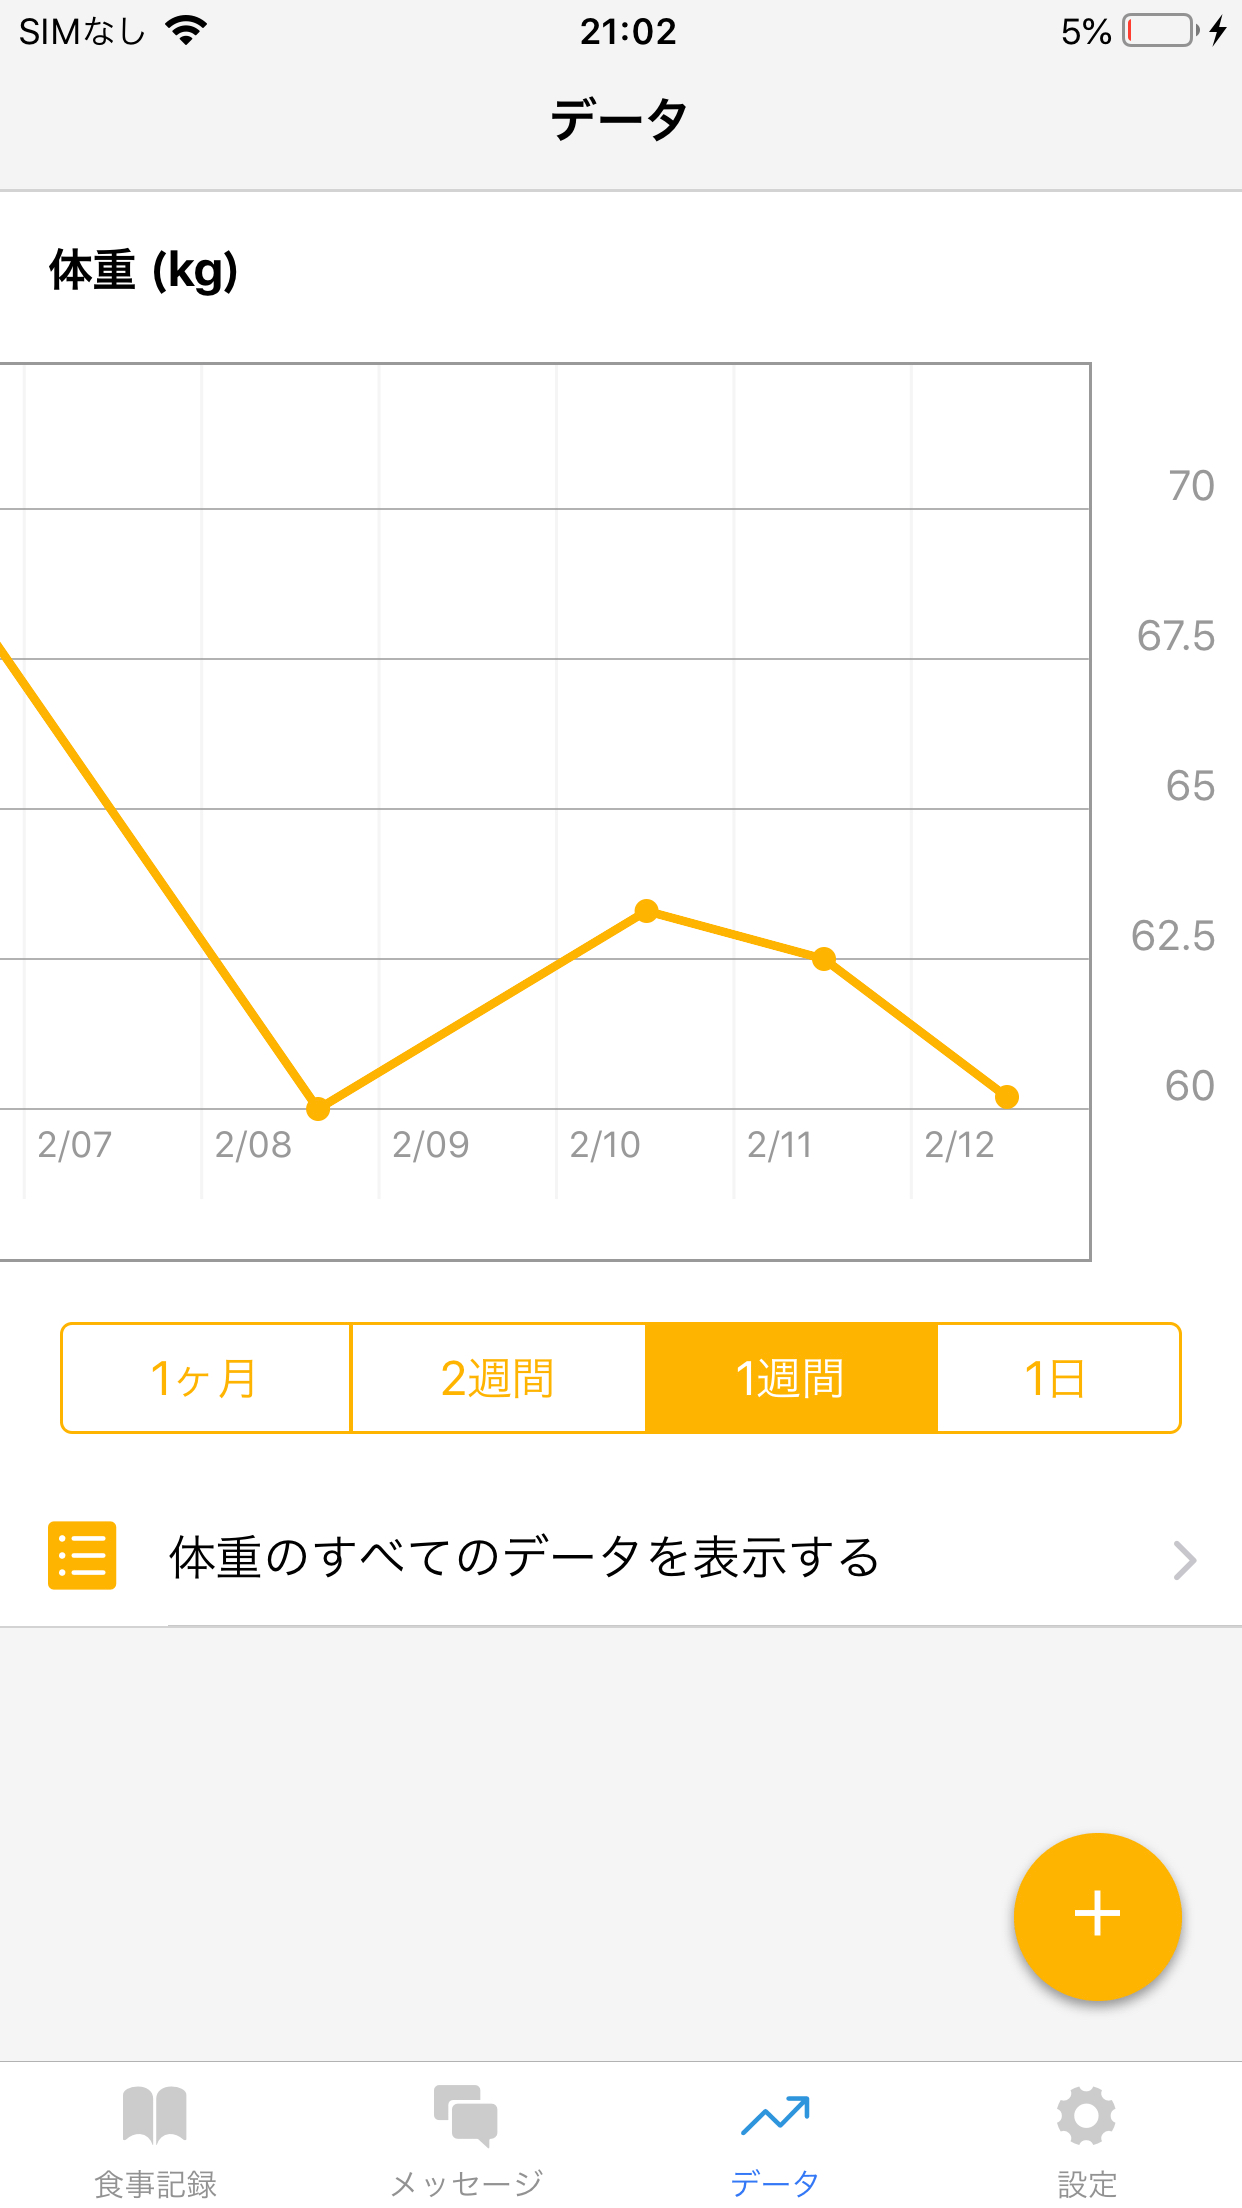 SIMなし 21:02 5%
データ
体重 (kg)
70
67.5
65
62.5
60
2/07 2/08 2/09 2/10 2/11 2/12
1ヶ月 2週間 1週間 1日
体重のすべてのデータを表示する
+
食事記録 メッセージ データ 設定